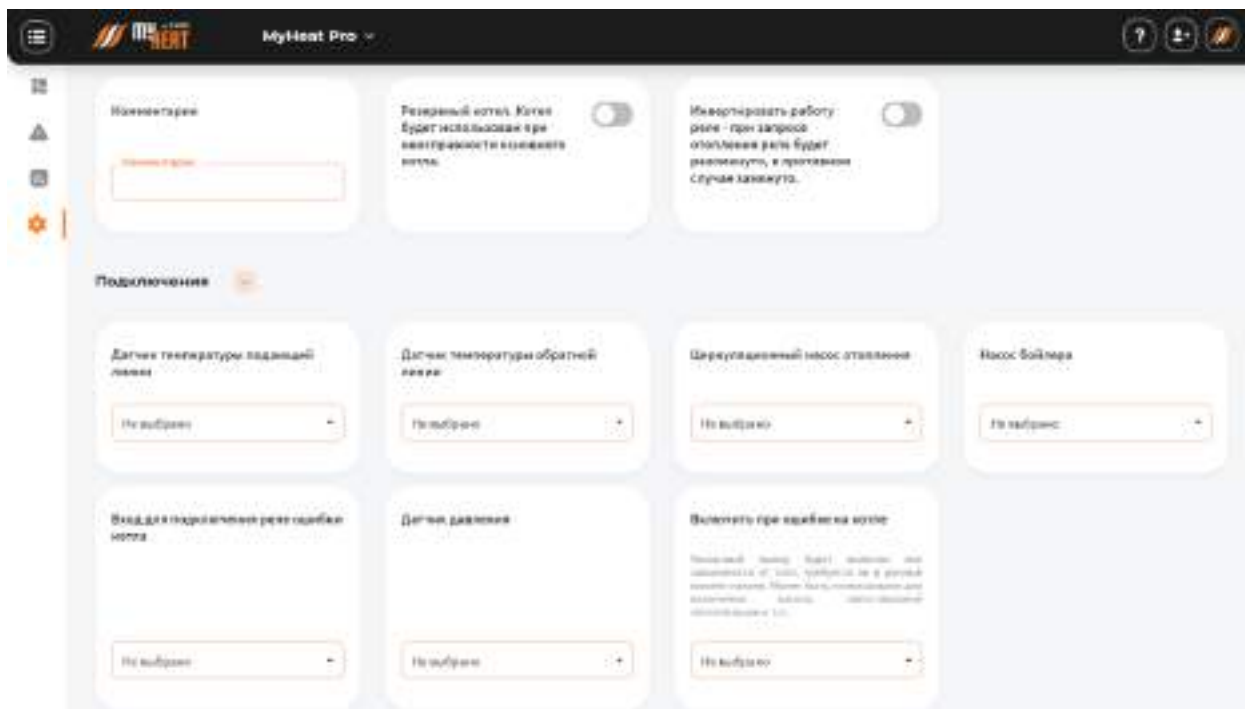 MY HEAT
MyHeat Pro
?
Комментарии
Резервный котел. Котел
будет использован при
неисправности основного
котла.
Инвертировать работу
реле - при запросе
отопления реле будет
разомкнуто, в противном
случае замкнуто.
Комментарии
Подключения
Датчик температуры подающей
линии
Датчик температуры обратной
линии
Циркуляционный насос отопления
Насос бойлера
Не выбрано
Не выбрано
Не выбрано
Не выбрано
Вход для подключения реле ошибки
котла
Датчик давления
Включить при ошибке на котле
Не выбрано
Не выбрано
Не выбрано